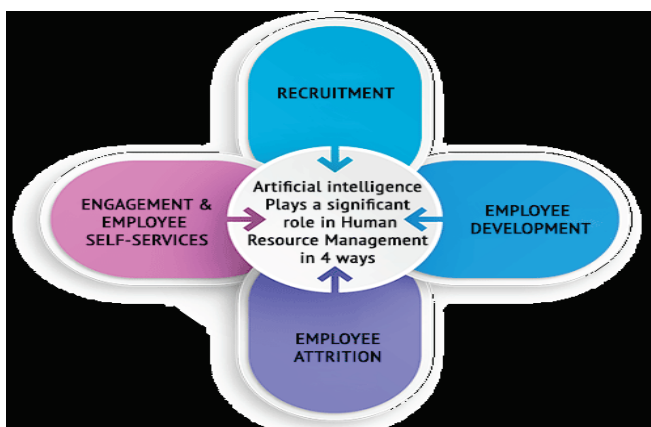 RECRUITMENT
ENGAGEMENT &
EMPLOYEE
SELF-SERVICES
Artificial intelligence
Plays a significant
role in Human
Resource Management
in 4 ways
EMPLOYEE
DEVELOPMENT
EMPLOYEE
ATTRITION